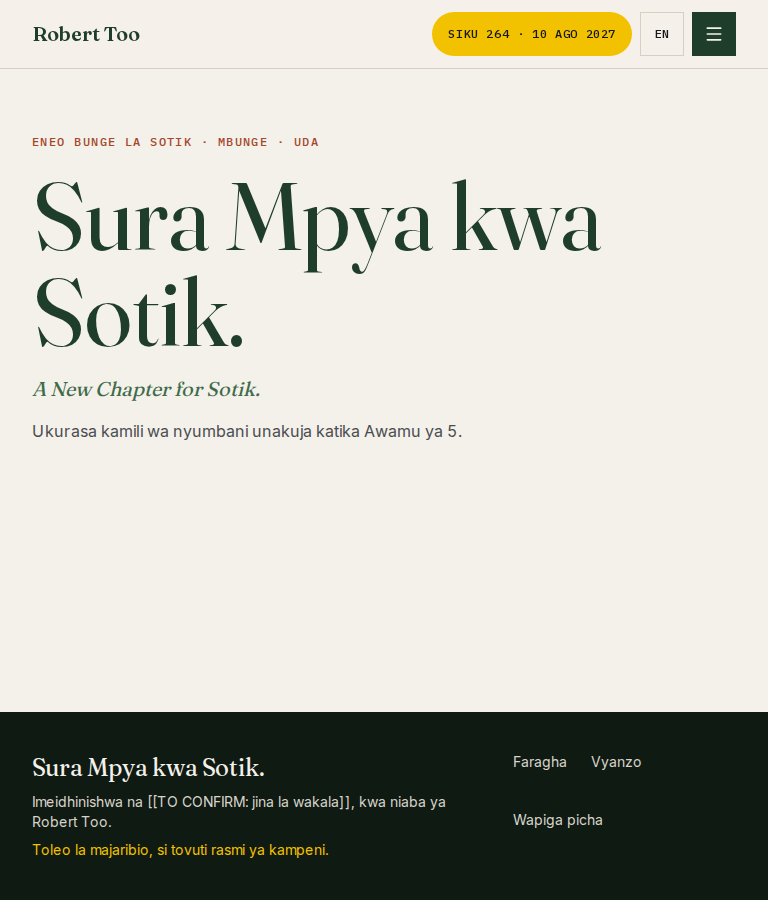 Robert Too
SIKU 264 · 10 AGO 2027
EN
ENEO BUNGE LA SOTIK · MBUNGE · UDA
Sura Mpya kwa
Sotik.
A New Chapter for Sotik.
Ukurasa kamili wa nyumbani unakuja katika Awamu ya 5.
Sura Mpya kwa Sotik.
Imeidhinishwa na [[TO CONFIRM: jina la wakala]], kwa niaba ya
Robert Too.
Toleo la majaribio, si tovuti rasmi ya kampeni.
Faragha Vyanzo
Wapiga picha